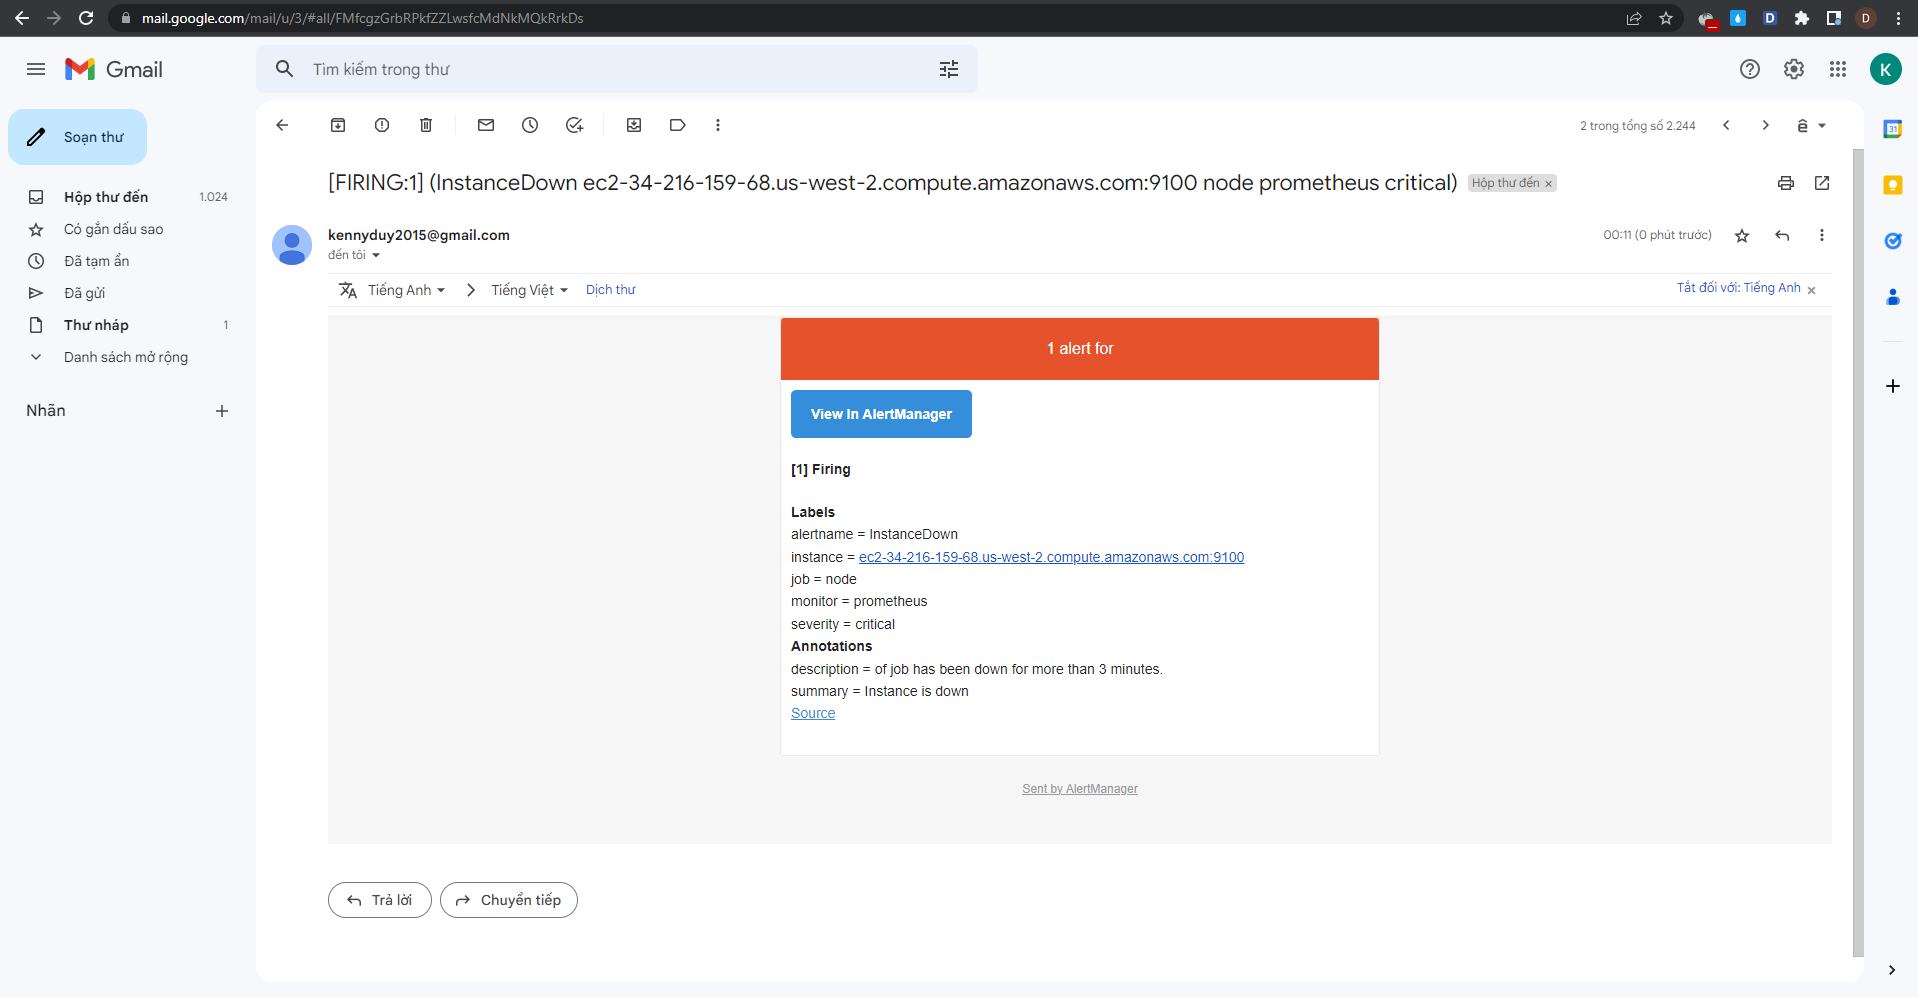 mail.google.com/mail/u/3/#all/FMfcgzGrbRPkfZZLwsfcMdNkMQkRrkDs
D
D
Gmail
Tìm kiếm trong thư
K
Soạn thư
2 trong tổng số 2.244
ê
31
Hộp thư đến 1.024
Có gắn dấu sao
Đã tạm ẩn
Đã gửi
Thư nháp 1
Danh sách mở rộng
Nhãn
[FIRING:1] (InstanceDown ec2-34-216-159-68.us-west-2.compute.amazonaws.com:9100 node prometheus critical) Hộp thư đến ×
kennyduy2015@gmail.com 00:11 (0 phút trước)
đến tôi
Tiếng Anh > Tiếng Việt Dịch thư Tắt đối với: Tiếng Anh ×
1 alert for
View In AlertManager
[1] Firing
Labels
alertname = InstanceDown
instance = ec2-34-216-159-68.us-west-2.compute.amazonaws.com:9100
job = node
monitor = prometheus
severity = critical
Annotations
description = of job has been down for more than 3 minutes.
summary = Instance is down
Source
Sent by AlertManager
Trả lời Chuyển tiếp